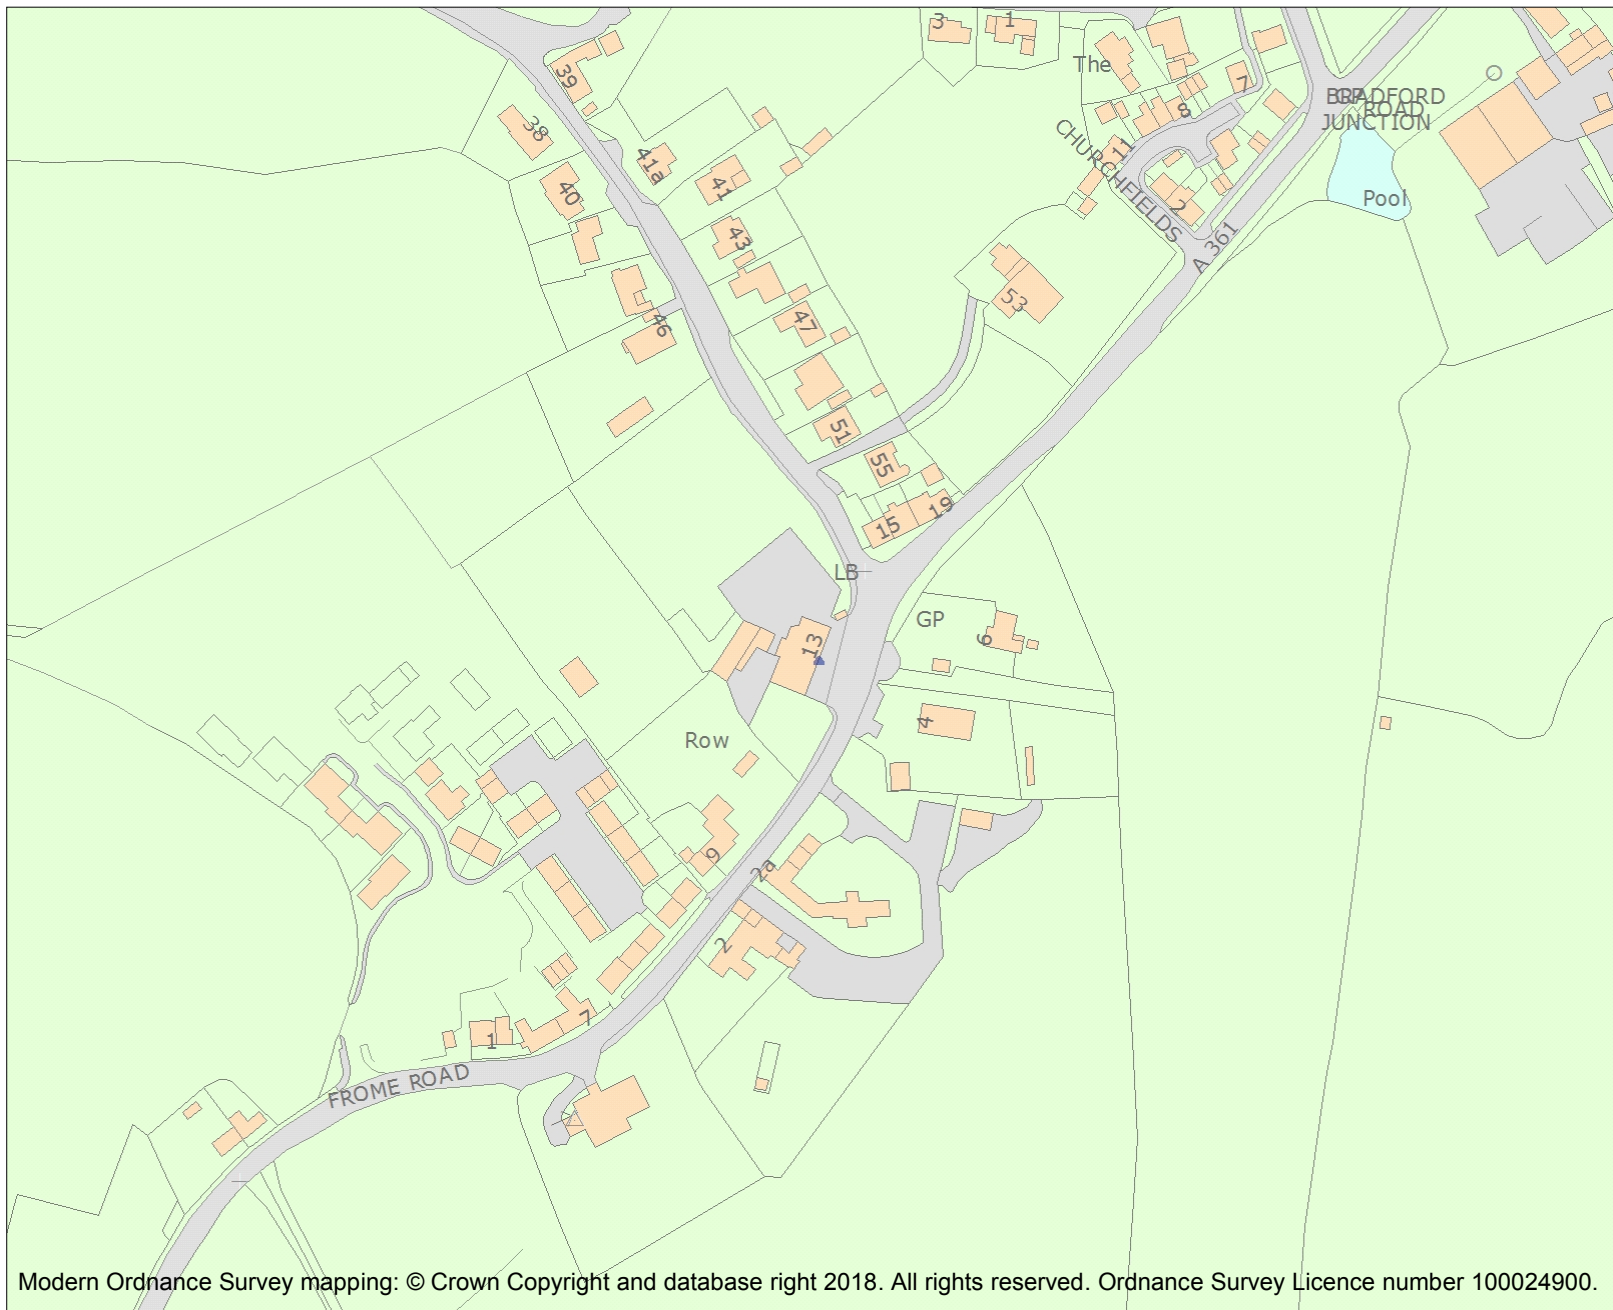 3
1
The
39
7
BRADFORD
GP
ROAD
JUNCTION
8
38
CHURCHFIELDS
11
41a
41
40
2
Pool
43
A 361
53
47
46
51
55
15
19
LB
GP
13
6
4
Row
9
2a
2
7
1
FROME ROAD
Modern Ordnance Survey mapping: © Crown Copyright and database right 2018. All rights reserved. Ordnance Survey Licence number 100024900.